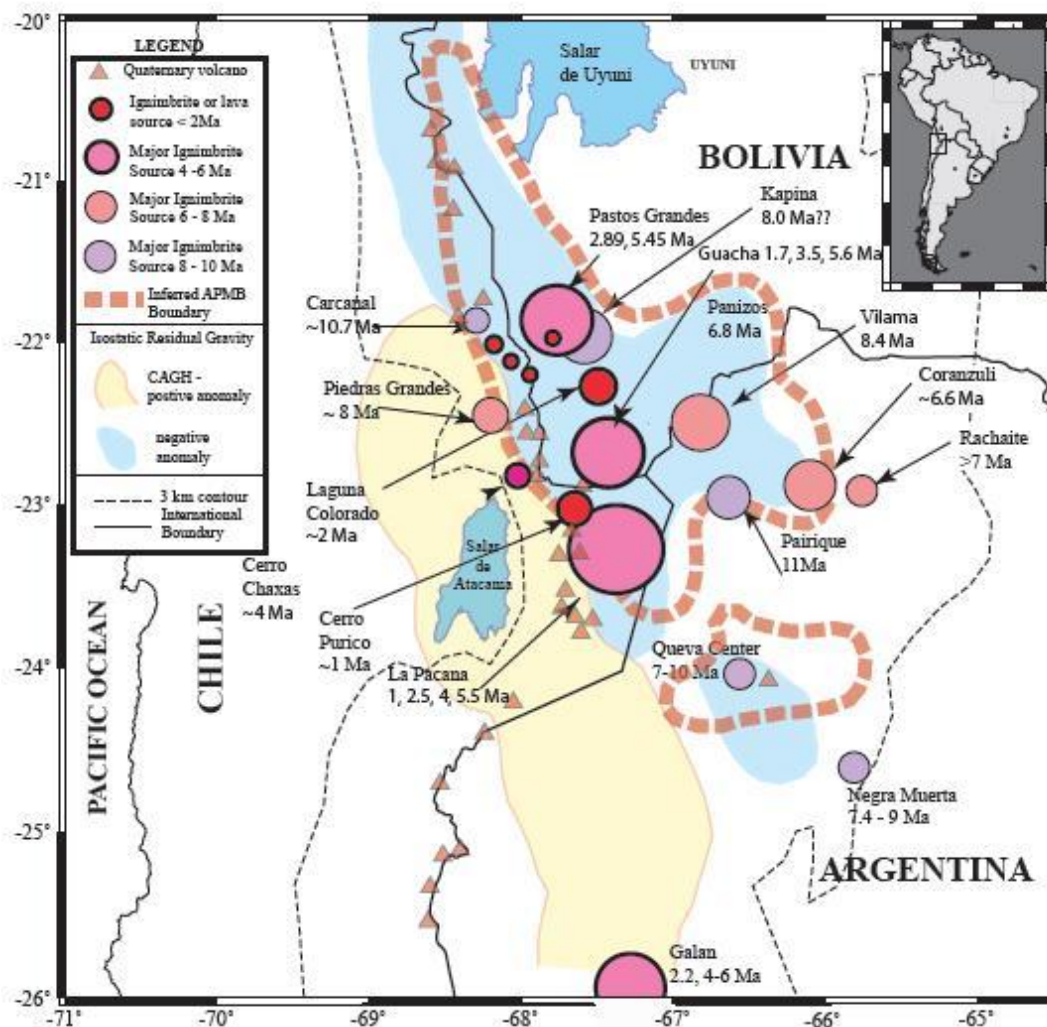 -20°
-21°
-22°
-23°
-24°
-25°
-26°
-71°
-70°
-69°
-68°
-67°
-66°
-65°
LEGEND
Quaternary volcano
Ignimbrite or lava
source < 2Ma
Major Ignimbrite
Source 4 -6 Ma
Major Ignimbrite
Source 6 - 8 Ma
Major Ignimbrite
Source 8 - 10 Ma
Inferred APMB
Boundary
Isostatic Residual Gravity
CAGH -
postive anomaly
negative
anomaly
3 km contour
International
Boundary
Salar
de Uyuni
UYUNI
BOLIVIA
Kapina
8.0 Ma??
Pastos Grandes
2.89, 5.45 Ma
Guacha 1.7, 3.5, 5.6 Ma
Carcanal
~10.7 Ma
Panizos
6.8 Ma
Vilama
8.4 Ma
Piedras Grandes
~ 8 Ma
Coranzuli
~6.6 Ma
Rachaite
>7 Ma
Laguna
Colorado
~2 Ma
Pairique
11Ma
Salar
de
Atacama
Cerro
Chaxas
~4 Ma
Cerro
Purico
~1 Ma
La Pacana
1, 2.5, 4, 5.5 Ma
Queva Center
7-10 Ma
Negra Muerta
7.4 - 9 Ma
PACIFIC OCEAN
CHILE
ARGENTINA
Galan
2.2, 4-6 Ma